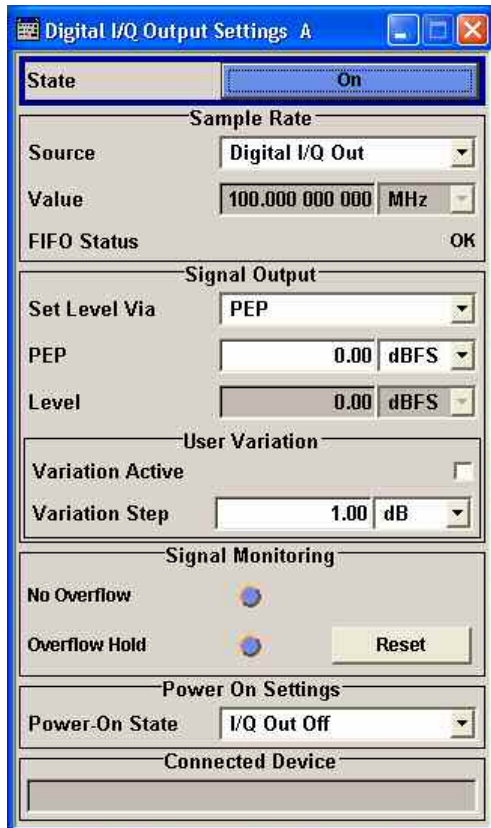 Digital I/Q Output Settings A
State On
Sample Rate
Source Digital I/Q Out
Value 100.000 000 000 MHz
FIFO Status OK
Signal Output
Set Level Via PEP
PEP 0.00 dBFS
Level 0.00 dBFS
User Variation
Variation Active
Variation Step 1.00 dB
Signal Monitoring
No Overflow
Overflow Hold Reset
Power On Settings
Power-On State I/Q Out Off
Connected Device